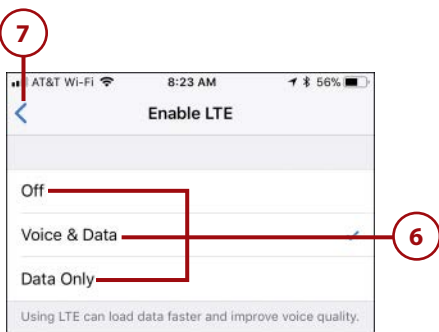 7
AT&T Wi-Fi 8:23 AM 56%
Enable LTE
Off
Voice & Data
6
Data Only
Using LTE can load data faster and improve voice quality.